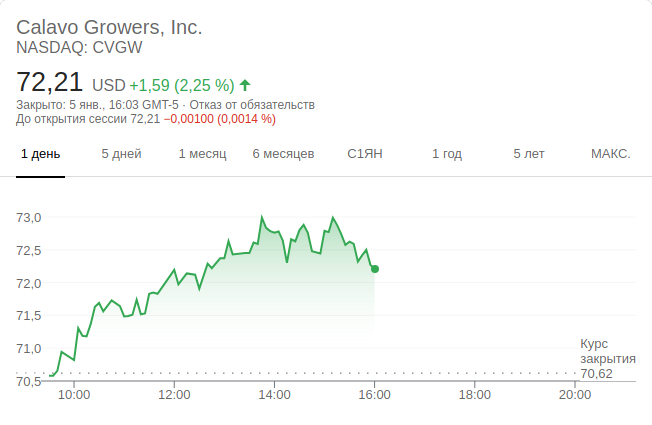 Calavo Growers, Inc.
NASDAQ: CVGW
72,21 USD +1,59 (2,25 %)
Закрыто: 5 янв., 16:03 GMT-5 · Отказ от обязательств
До открытия сессии 72,21 −0,00100 (0,0014 %)
1 день 5 дней 1 месяц 6 месяцев С1ЯН 1 год 5 лет МАКС.
73,0
72,5
72,0
71,5
71,0
Курс
закрытия
70,62
70,5
10:00 12:00 14:00 16:00 18:00 20:00